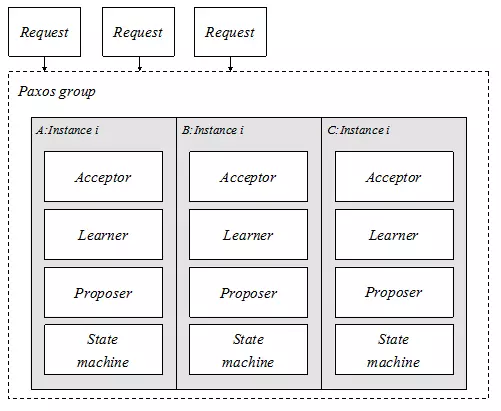 Request
Request
Request
Paxos group
A:Instance i
B:Instance i
C:Instance i
Acceptor
Acceptor
Acceptor
Learner
Learner
Learner
Proposer
Proposer
Proposer
State
machine
State
machine
State
machine